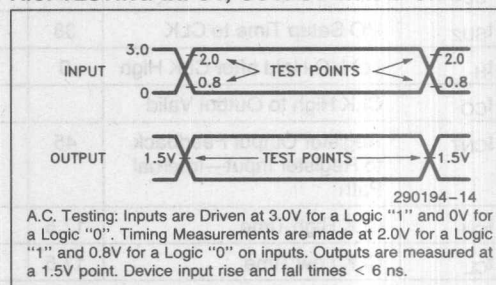 3.0
2.0
2.0
INPUT
TEST POINTS
0.8
0.8
0
OUTPUT
1.5V
TEST POINTS
1.5V
290194–14
A.C. Testing: Inputs are Driven at 3.0V for a Logic "1" and 0V for
a Logic "0". Timing Measurements are made at 2.0V for a Logic
"1" and 0.8V for a Logic "0" on inputs. Outputs are measured at
a 1.5V point. Device input rise and fall times < 6 ns.